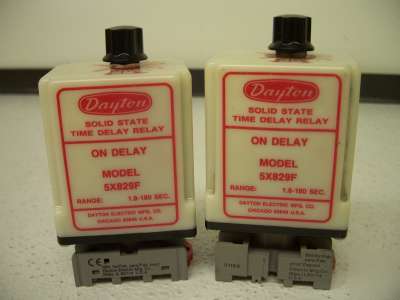 Dayton
SOLID STATE
TIME DELAY RELAY
ON DELAY
MODEL
5X829F
RANGE: 1.8-180 SEC.
DAYTON ELECTRIC MFG. CO.
CHICAGO 60648 U.S.A.
CE
Dayton
SOLID STATE
TIME DELAY RELAY
ON DELAY
MODEL
5X829F
RANGE: 1.8-180 SEC.
DAYTON ELECTRIC MFG. CO.
CHICAGO 60648 U.S.A.